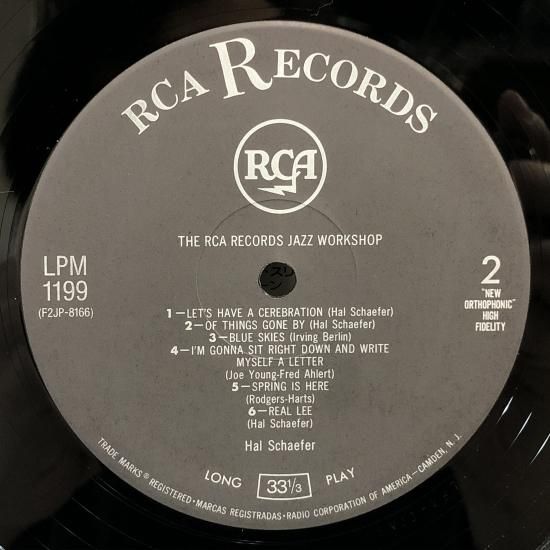 RCA RECORDS
RCA
THE RCA RECORDS JAZZ WORKSHOP
LPM
1199
(F2JP-8166)
2
"NEW
ORTHOPHONIC"
HIGH
FIDELITY
1—LET'S HAVE A CEREBRATION (Hal Schaefer)
2—OF THINGS GONE BY (Hal Schaefer)
3—BLUE SKIES (Irving Berlin)
4—I'M GONNA SIT RIGHT DOWN AND WRITE
MYSELF A LETTER
(Joe Young-Fred Ahlert)
5—SPRING IS HERE
(Rodgers-Harts)
6—REAL LEE
(Hal Schaefer)
Hal Schaefer
LONG 33⅓ PLAY
TRADE MARKS ® REGISTERED • MARCAS REGISTRADAS • RADIO CORPORATION OF AMERICA—CAMDEN, N. J.